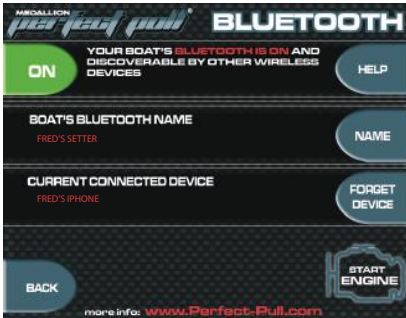 MEDALLION
perfect pull
BLUETOOTH
ON
YOUR BOAT'S BLUETOOTH IS ON AND
DISCOVERABLE BY OTHER WIRELESS
DEVICES
HELP
BOAT'S BLUETOOTH NAME
FRED'S SETTER
NAME
CURRENT CONNECTED DEVICE
FRED'S IPHONE
FORGET
DEVICE
START
ENGINE
BACK
more info: www.Perfect-Pull.com